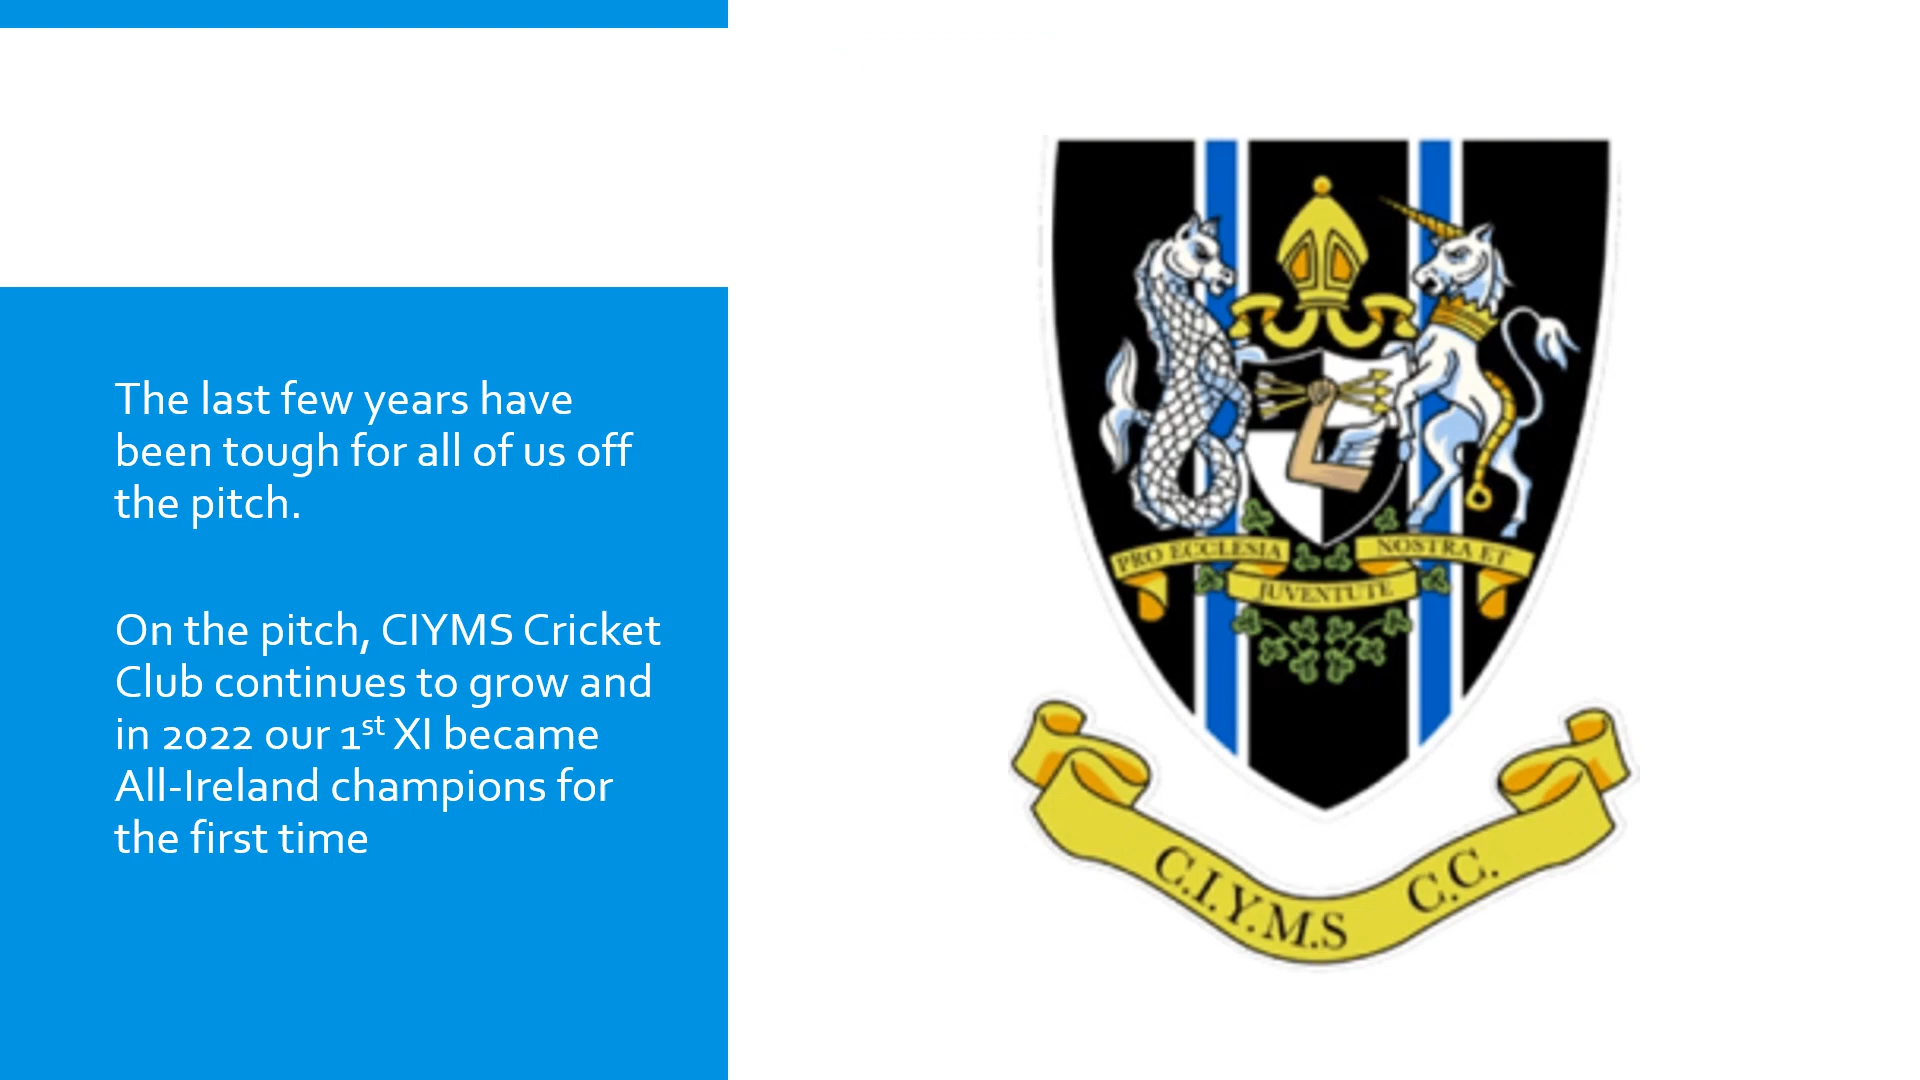 The last few years have
been tough for all of us off
the pitch.
On the pitch, CIYMS Cricket
Club continues to grow and
in 2022 our 1st XI became
All-Ireland champions for
the first time
PRO ECCLESIA NOSTRA ET
JUVENTUTE
C.I.Y.M.S C.C.